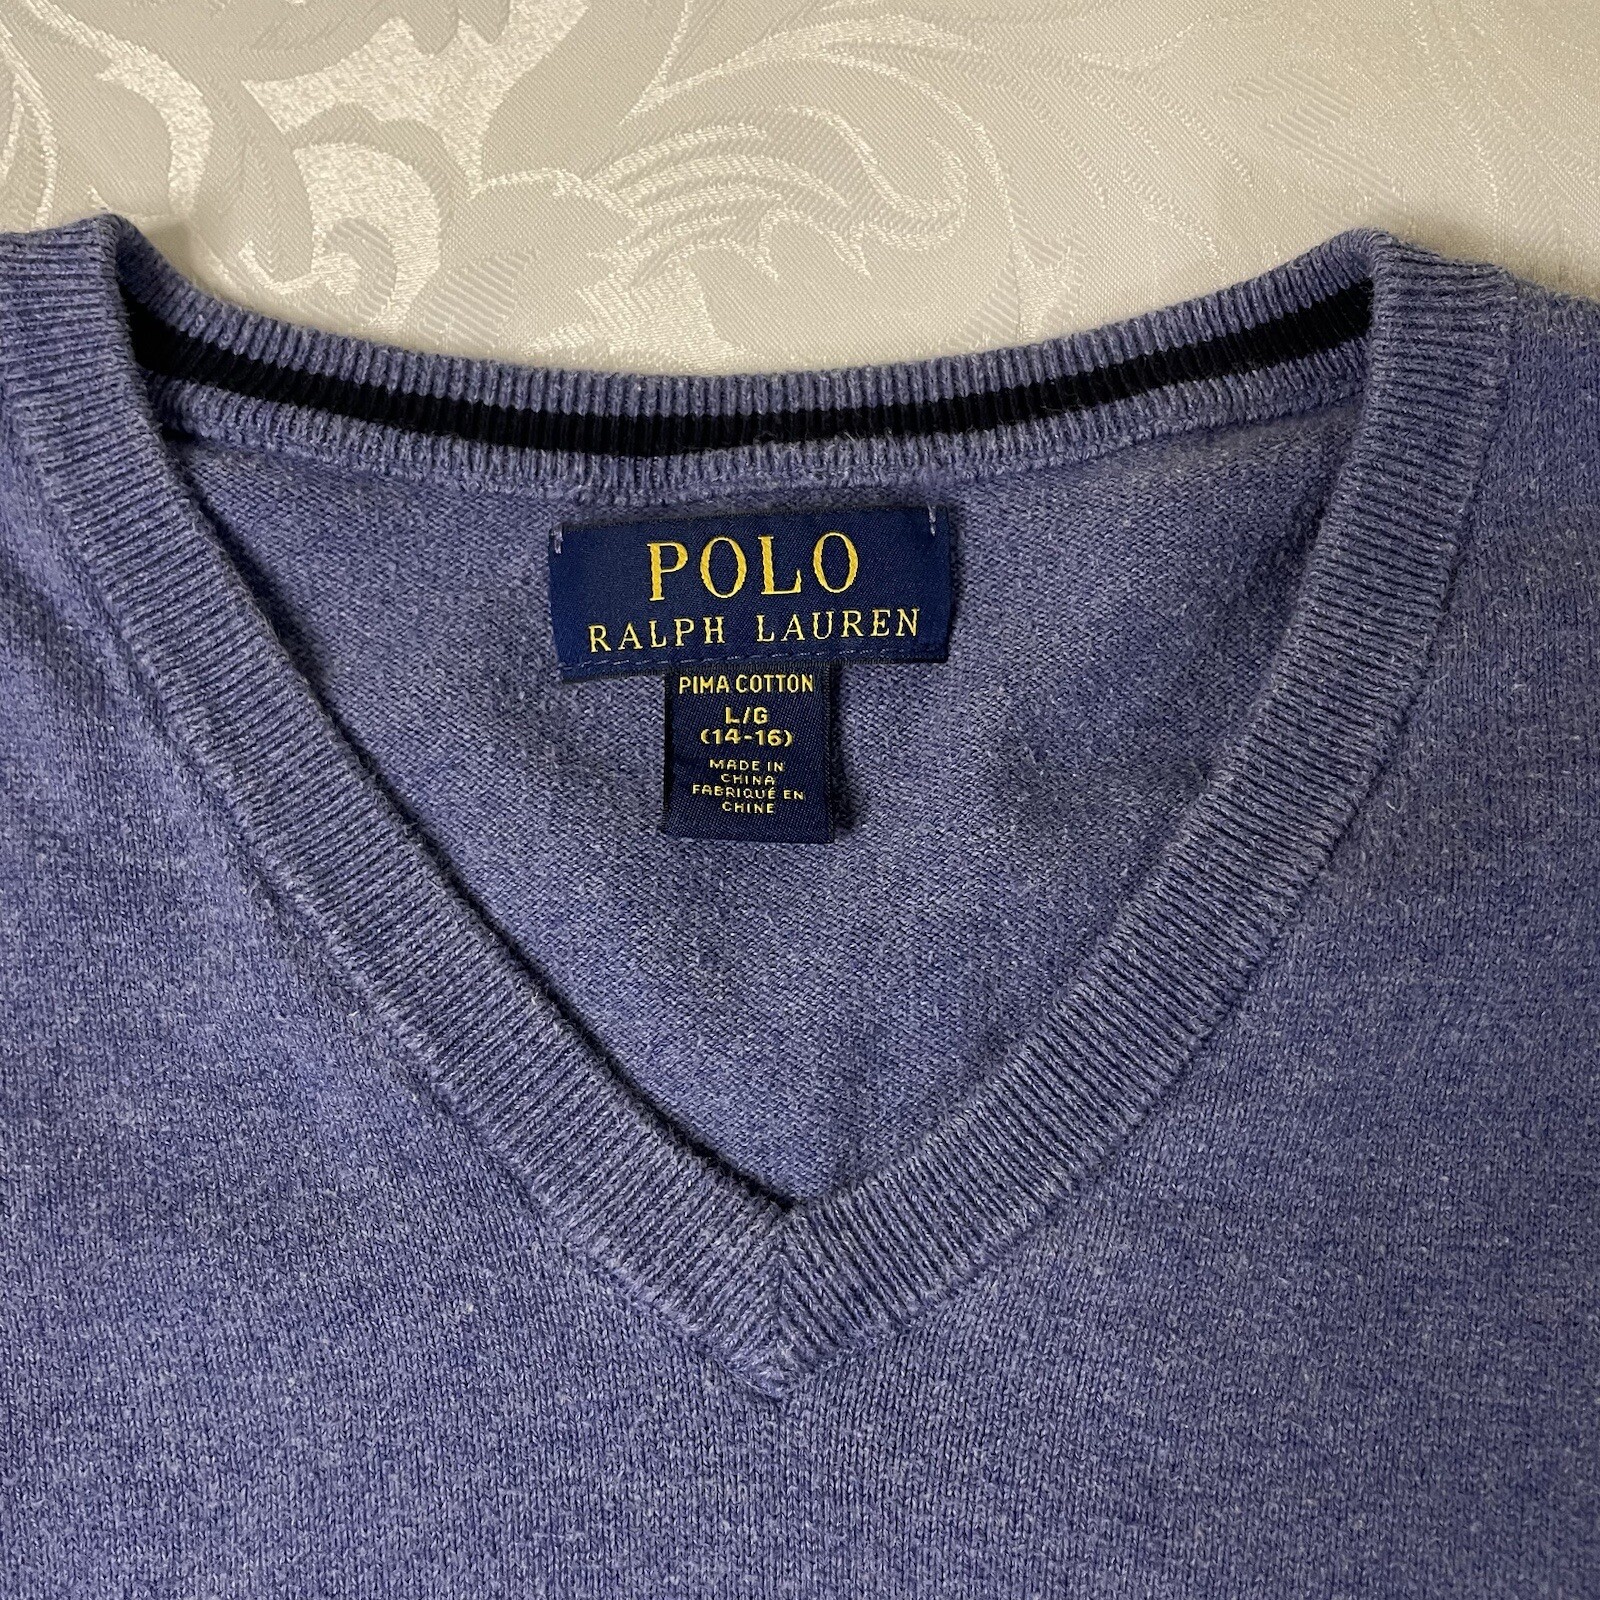 POLO
RALPH LAUREN
PIMA COTTON
L/G
(14-16)
MADE IN
CHINA
FABRIQUÉ EN
CHINE